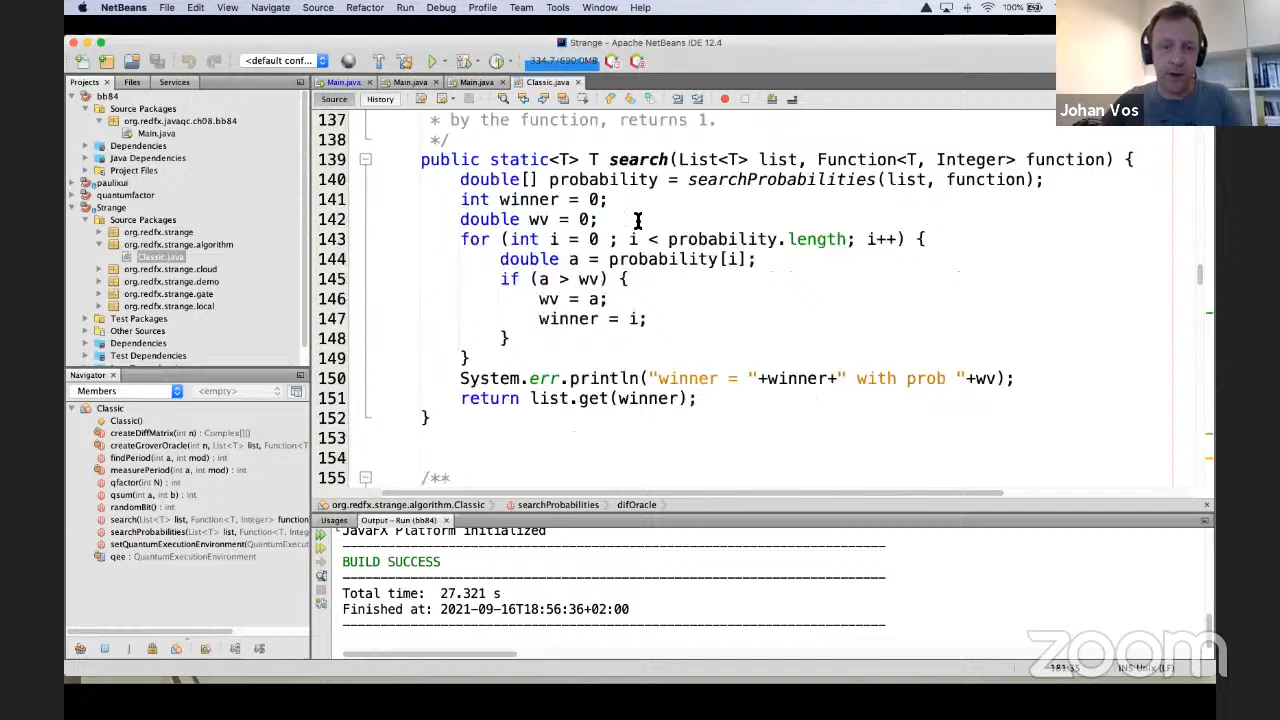 NetBeans File Edit View Navigate Source Refactor Run Debug Profile Team Tools Window Help 100%
Strange - Apache NetBeans IDE 12.4
<default conf... 334.7/690.0MB
Johan Vos
Projects Files Services
Main.java Main.java Main.java Classic.java
Source History
bb84
Source Packages
org.redfx.javaqc.ch08.bb84
Main.java
Dependencies
Java Dependencies
Project Files
paulixui
quantumfactor
Strange
Source Packages
org.redfx.strange
org.redfx.strange.algorithm
Classic.java
org.redfx.strange.cloud
org.redfx.strange.demo
org.redfx.strange.gate
org.redfx.strange.local
Test Packages
Other Sources
Dependencies
Test Dependencies
137 * by the function, returns 1.
138 */
139 public static<T> T search(List<T> list, Function<T, Integer> function) {
140 double[] probability = searchProbabilities(list, function);
141 int winner = 0;
142 double wv = 0;
143 for (int i = 0 ; i < probability.length; i++) {
144 double a = probability[i];
145 if (a > wv) {
146 wv = a;
147 winner = i;
148 }
149 }
150 System.err.println("winner = "+winner+" with prob "+wv);
151 return list.get(winner);
152 }
153
154
155 /**
Navigator
Members <empty>
Classic
Classic()
createDiffMatrix(int n) : Complex[][]
createGroverOracle(int n, List<T> list, Function<T
findPeriod(int a, int mod) : int
measurePeriod(int a, int mod) : int
qfactor(int N) : int
qsum(int a, int b) : int
randomBit() : int
search(List<T> list, Function<T, Integer> function
searchProbabilities(List<T> list, Function<T, Integ
setQuantumExecutionEnvironment(QuantumExecut
qee : QuantumExecutionEnvironment
org.redfx.strange.algorithm.Classic searchProbabilities difOracle
Usages Output - Run (bb84)
JavaFX Platform initialized
BUILD SUCCESS
Total time: 27.321 s
Finished at: 2021-09-16T18:56:36+02:00
zoom
181:35 INS Unix (LF)